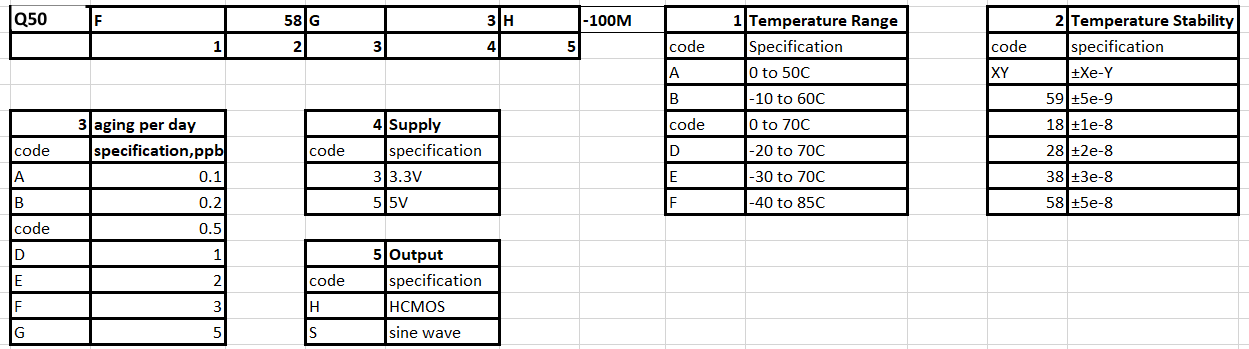 Q50 F 58 G 3 H -100M
1 2 3 4 5
1 Temperature Range
code Specification
A 0 to 50C
B -10 to 60C
code 0 to 70C
D -20 to 70C
E -30 to 70C
F -40 to 85C
2 Temperature Stability
code specification
XY ±Xe-Y
59 ±5e-9
18 ±1e-8
28 ±2e-8
38 ±3e-8
58 ±5e-8
3 aging per day
code specification,ppb
A 0.1
B 0.2
code 0.5
D 1
E 2
F 3
G 5
4 Supply
code specification
3 3.3V
5 5V
5 Output
code specification
H HCMOS
S sine wave